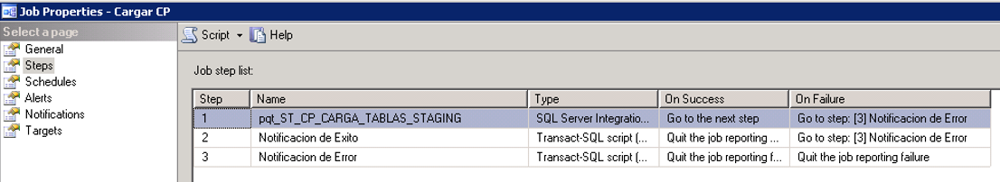 Job Properties - Cargar CP
Select a page
General
Steps
Schedules
Alerts
Notifications
Targets
Script
Help
Job step list:
Step Name Type On Success On Failure
1 pqt_ST_CP_CARGA_TABLAS_STAGING SQL Server Integratio... Go to the next step Go to step: [3] Notificacion de Error
2 Notificacion de Exito Transact-SQL script (... Quit the job reporting ... Go to step: [3] Notificacion de Error
3 Notificacion de Error Transact-SQL script (... Quit the job reporting f... Quit the job reporting failure